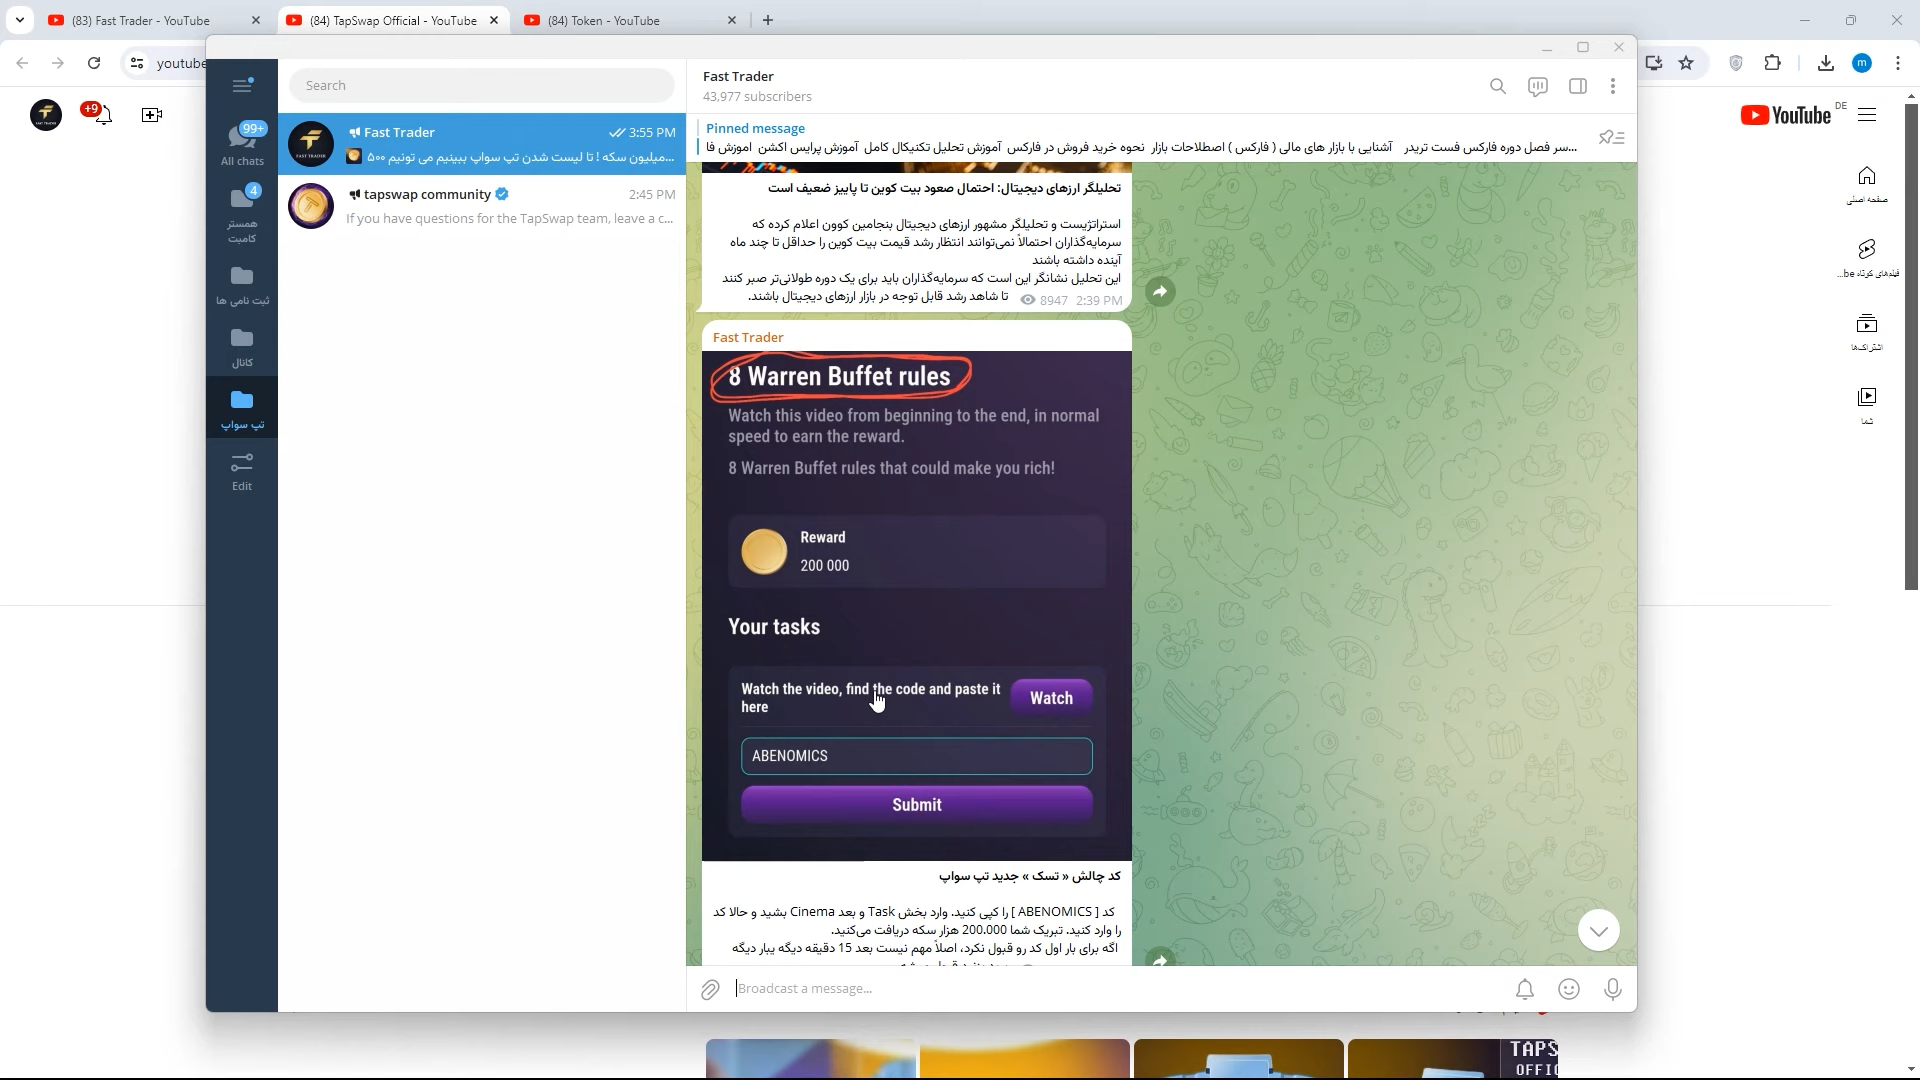 (83) Fast Trader - YouTube
(84) TapSwap Official - YouTube
(84) Token - YouTube
youtube
Fast Trader
43,977 subscribers
Search
Pinned message
سر فصل دوره فارکس فست تریدر   آشنایی با بازار های مالی ( فارکس ) اصطلاحات بازار  نحوه خرید فروش در فارکس  آموزش تحلیل تکنیکال کامل  آموزش پرایس اکشن  اموزش فا...
+9
YouTube DE
99+
All chats
4
همستر
کامبت
ثبت نامی ها
کانال
تپ سواپ
Edit
Fast Trader
3:55 PM
میلیون سکه ! تا لیست شدن تپ سواپ ببینیم می تونیم ۵۰۰...
tapswap community
2:45 PM
If you have questions for the TapSwap team, leave a c...
تحلیلگر ارزهای دیجیتال: احتمال صعود بیت کوین تا پاییز ضعیف است
استراتژیست و تحلیلگر مشهور ارزهای دیجیتال بنجامین کوون اعلام کرده که
سرمایه‌گذاران احتمالاً نمی‌توانند انتظار رشد قیمت بیت کوین را حداقل تا چند ماه
آینده داشته باشند
این تحلیل نشانگر این است که سرمایه‌گذاران باید برای یک دوره طولانی‌تر صبر کنند
تا شاهد رشد قابل توجه در بازار ارزهای دیجیتال باشند.
8947 2:39 PM
Fast Trader
8 Warren Buffet rules
Watch this video from beginning to the end, in normal
speed to earn the reward.
8 Warren Buffet rules that could make you rich!
Reward
200 000
Your tasks
Watch the video, find the code and paste it
here
Watch
ABENOMICS
Submit
کد چالش « تسک » جدید تپ سواپ
کد [ ABENOMICS ] را کپی کنید. وارد بخش Task و بعد Cinema بشید و حالا کد
را وارد کنید. تبریک شما 200.000 هزار سکه دریافت می‌کنید.
اگه برای بار اول کد رو قبول نکرد، اصلاً مهم نیست بعد 15 دقیقه دیگه یبار دیگه
Broadcast a message...
صفحه اصلی
اشتراک‌ها
شما
TAPS
OFFIC